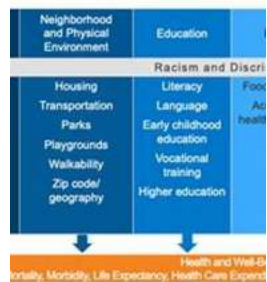 Neighborhood
and Physical
Environment
Education
Racism and Discri
Housing
Transportation
Parks
Playgrounds
Walkability
Zip code/
geography
Literacy
Language
Early childhood
education
Vocational
training
Higher education
Food
Ac
health
Health and Well-Be
ortality, Morbidity, Life Expectancy, Health Care Expend